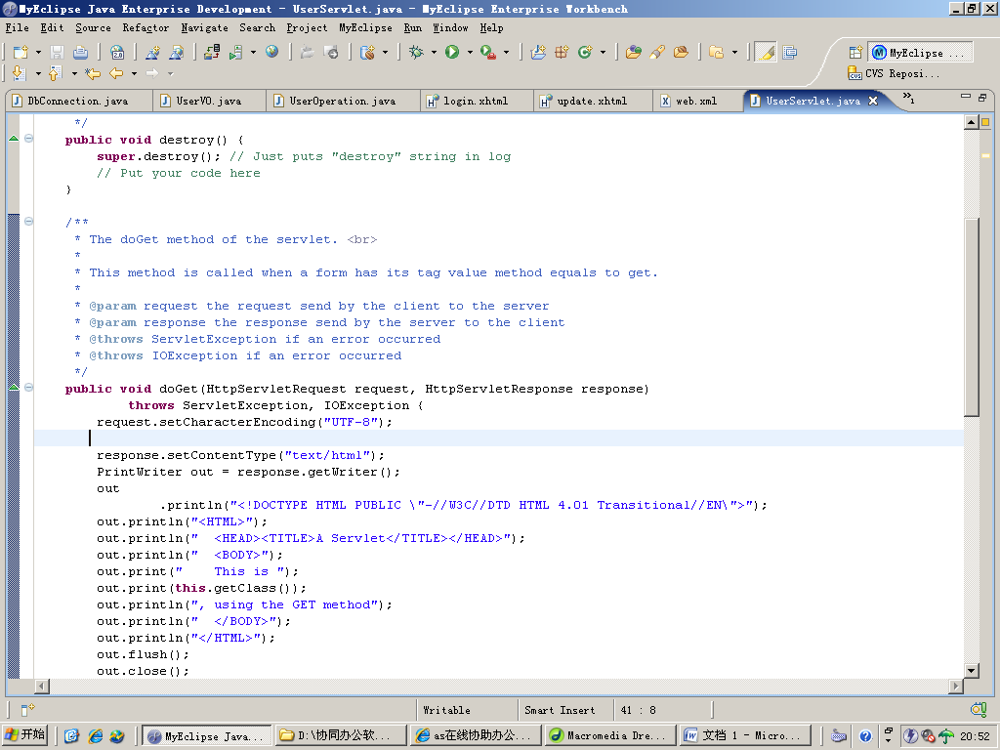 MyEclipse Java Enterprise Development - UserServlet.java - MyEclipse Enterprise Workbench
File Edit Source Refactor Navigate Search Project MyEclipse Run Window Help
MyEclipse ...
CVS Reposi...
DbConnection.java UserVO.java UserOperation.java login.xhtml update.xhtml web.xml UserServlet.java »1
*/
public void destroy() {
super.destroy(); // Just puts "destroy" string in log
// Put your code here
}
/**
* The doGet method of the servlet. <br>
*
* This method is called when a form has its tag value method equals to get.
*
* @param request the request send by the client to the server
* @param response the response send by the server to the client
* @throws ServletException if an error occurred
* @throws IOException if an error occurred
*/
public void doGet(HttpServletRequest request, HttpServletResponse response)
throws ServletException, IOException {
request.setCharacterEncoding("UTF-8");
response.setContentType("text/html");
PrintWriter out = response.getWriter();
out
.println("<!DOCTYPE HTML PUBLIC \"-//W3C//DTD HTML 4.01 Transitional//EN\">");
out.println("<HTML>");
out.println("  <HEAD><TITLE>A Servlet</TITLE></HEAD>");
out.println("  <BODY>");
out.print("    This is ");
out.print(this.getClass());
out.println(", using the GET method");
out.println("  </BODY>");
out.println("</HTML>");
out.flush();
out.close();
Writable Smart Insert 41 : 8
开始 MyEclipse Java... D:\协同办公软... as在线协助办公... Macromedia Dre... 文档 1 - Micro... 20:52